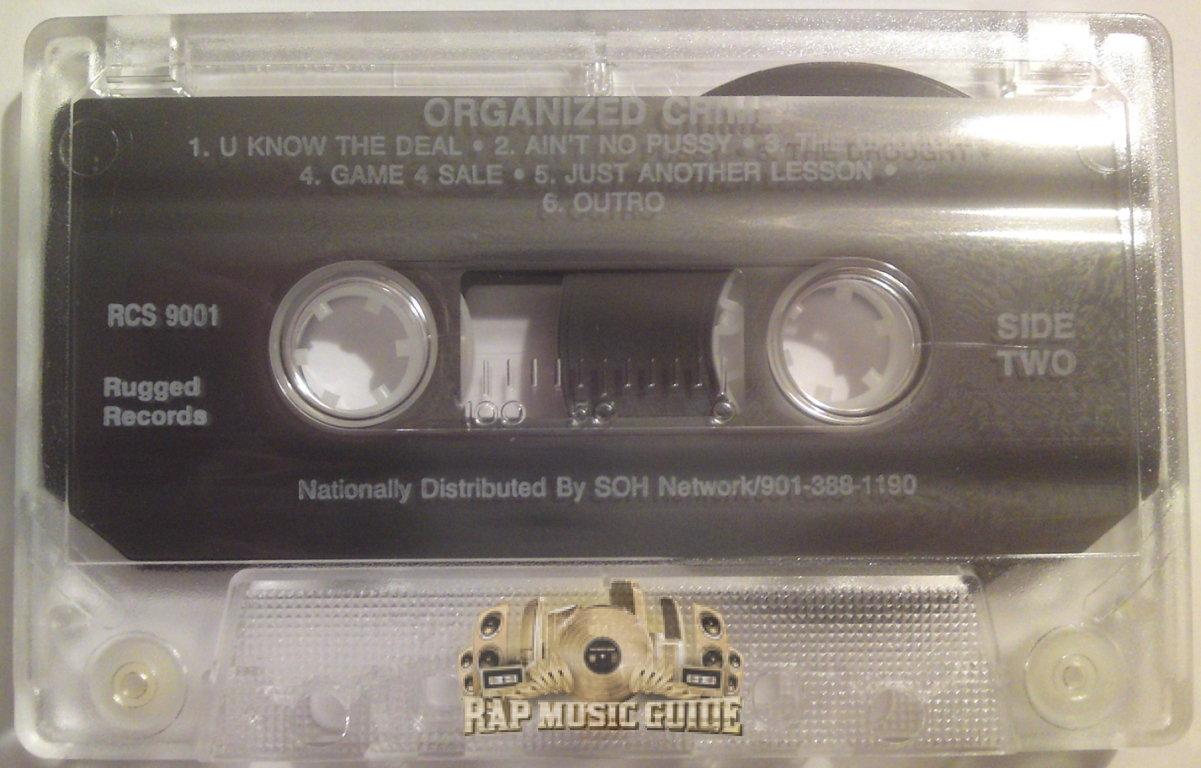 ORGANIZED CRIME
1. U KNOW THE DEAL • 2. AIN'T NO PUSSY • 3. THE DROUGHT •
4. GAME 4 SALE • 5. JUST ANOTHER LESSON •
6. OUTRO
RCS 9001
SIDE
TWO
Rugged
Records
100 50 0
Nationally Distributed By SOH Network/901-388-1190
RAP MUSIC GUIDE